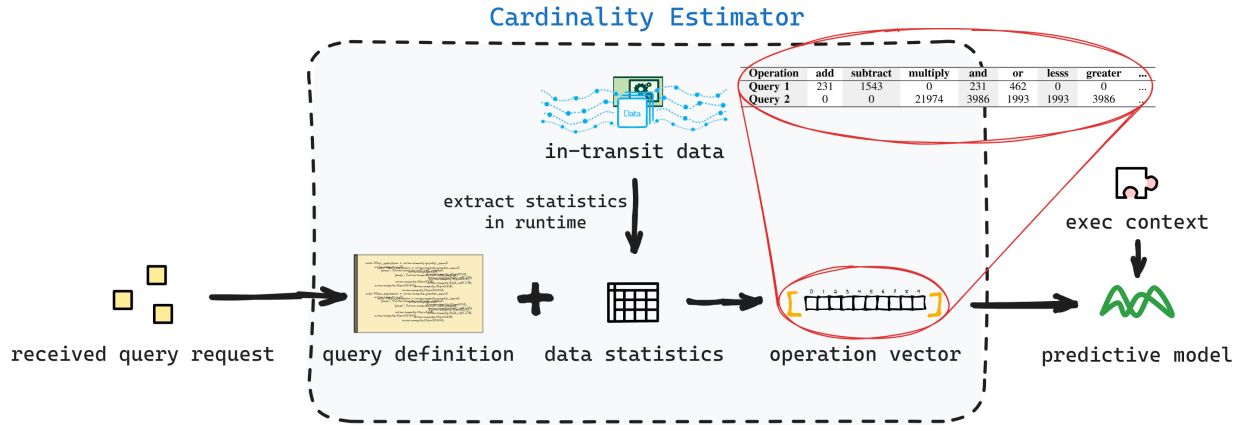 Cardinality Estimator
Operation add subtract multiply and or lesss greater ...
Query 1 231 1543 0 231 462 0 0 ...
Query 2 0 0 21974 3986 1993 1993 3986 ...
Data
in-transit data
extract statistics
in runtime
exec context
0 1 2 3 4 5 6 7 8 9
received query request
query definition
data statistics
operation vector
predictive model